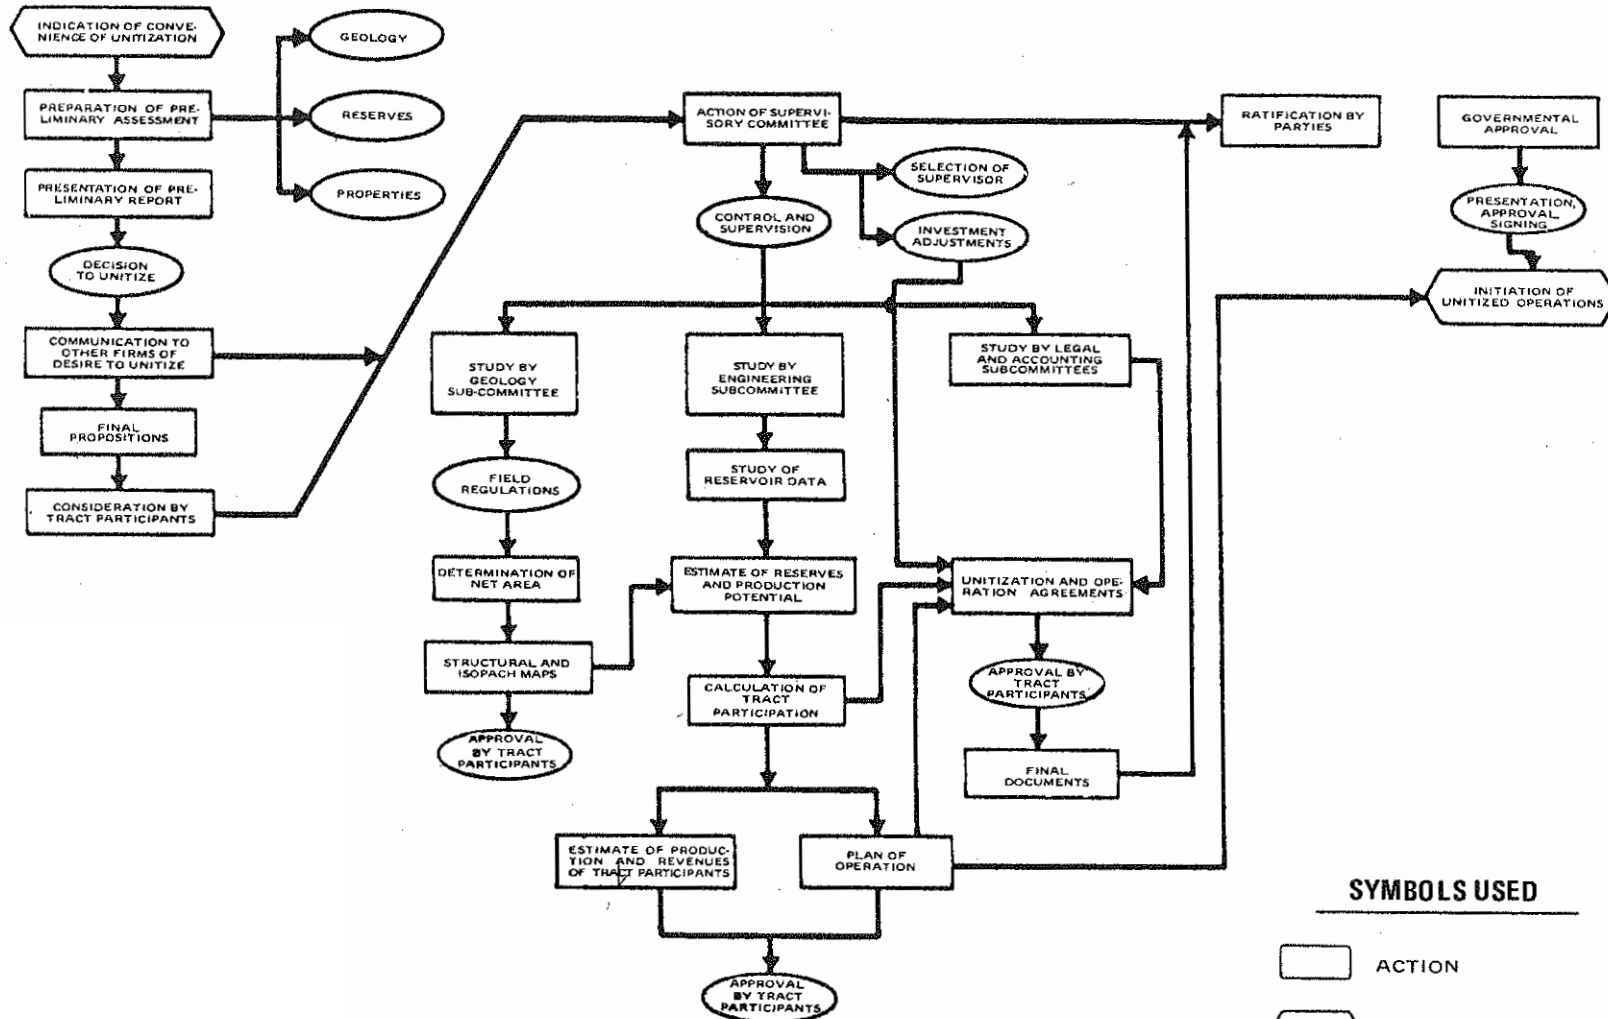 INDICATION OF CONVE-
NIENCE OF UNITIZATION
PREPARATION OF PRE-
LIMINARY ASSESSMENT
PRESENTATION OF PRE-
LIMINARY REPORT
DECISION
TO UNITIZE
COMMUNICATION TO
OTHER FIRMS OF
DESIRE TO UNITIZE
FINAL
PROPOSITIONS
CONSIDERATION BY
TRACT PARTICIPANTS
GEOLOGY
RESERVES
PROPERTIES
ACTION OF SUPERVI-
SORY COMMITTEE
CONTROL AND
SUPERVISION
SELECTION OF
SUPERVISOR
INVESTMENT
ADJUSTMENTS
STUDY BY
GEOLOGY
SUB-COMMITTEE
FIELD
REGULATIONS
DETERMINATION OF
NET AREA
STRUCTURAL AND
ISOPACH MAPS
APPROVAL
BY TRACT
PARTICIPANTS
STUDY BY
ENGINEERING
SUBCOMMITTEE
STUDY OF
RESERVOIR DATA
ESTIMATE OF RESERVES
AND PRODUCTION
POTENTIAL
CALCULATION OF
TRACT
PARTICIPATION
ESTIMATE OF PRODUC-
TION AND REVENUES
OF TRACT PARTICIPANTS
PLAN OF
OPERATION
APPROVAL
BY TRACT
PARTICIPANTS
STUDY BY LEGAL
AND ACCOUNTING
SUBCOMMITTEES
UNITIZATION AND OPE-
RATION AGREEMENTS
APPROVAL BY
TRACT
PARTICIPANTS
FINAL
DOCUMENTS
RATIFICATION BY
PARTIES
GOVERNMENTAL
APPROVAL
PRESENTATION,
APPROVAL,
SIGNING
INITIATION OF
UNITIZED OPERATIONS
SYMBOLS USED
ACTION